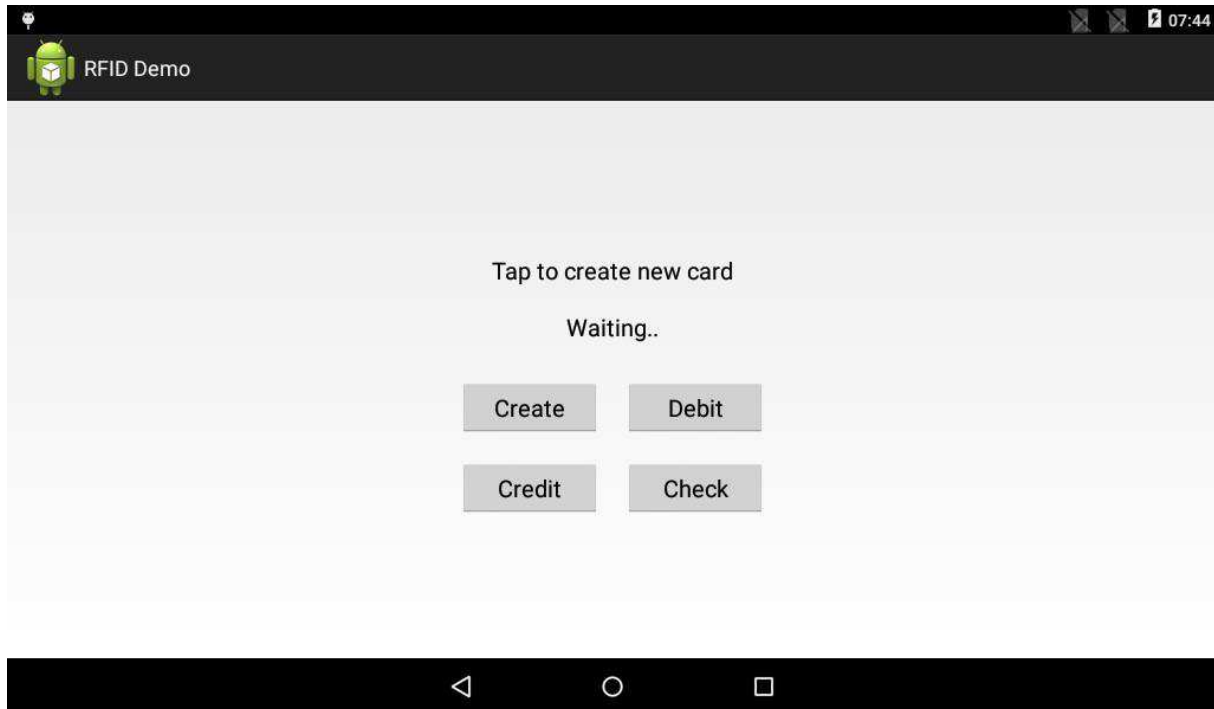 07:44
RFID Demo
Tap to create new card
Waiting..
Create Debit
Credit Check